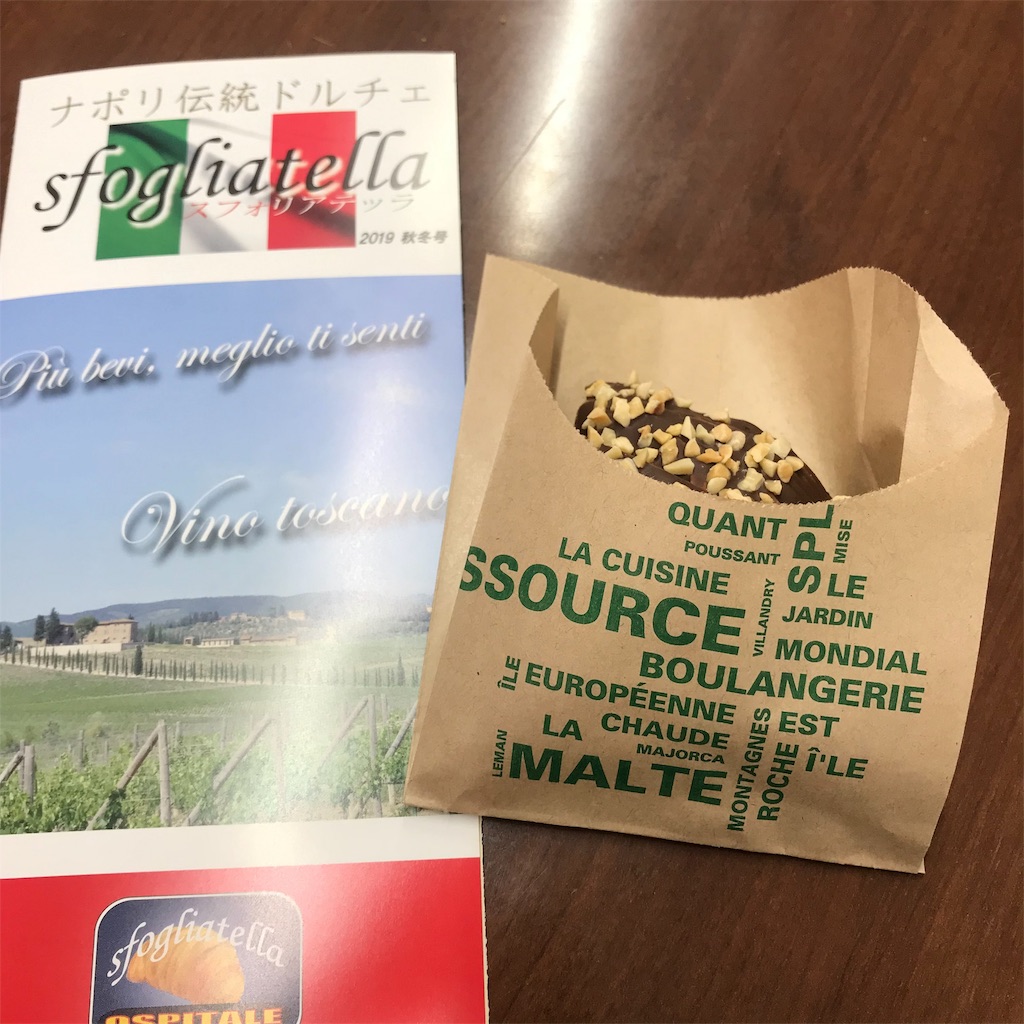 ナポリ伝統ドルチェ
sfogliatella
スフォリアテッラ
2019 秋冬号
Più bevi, meglio ti senti
Vino toscano
sfogliatella
OSPITALE
QUANT
SPL
MISE
POUSSANT
LA CUISINE
LE
SSOURCE
VILLANDRY
JARDIN
MONDIAL
BOULANGERIE
ÎLE
EUROPÉENNE
LA CHAUDE
EST
MAJORCA
MONTAGNES
ROCHE
Î'LE
LEMAN
MALTE